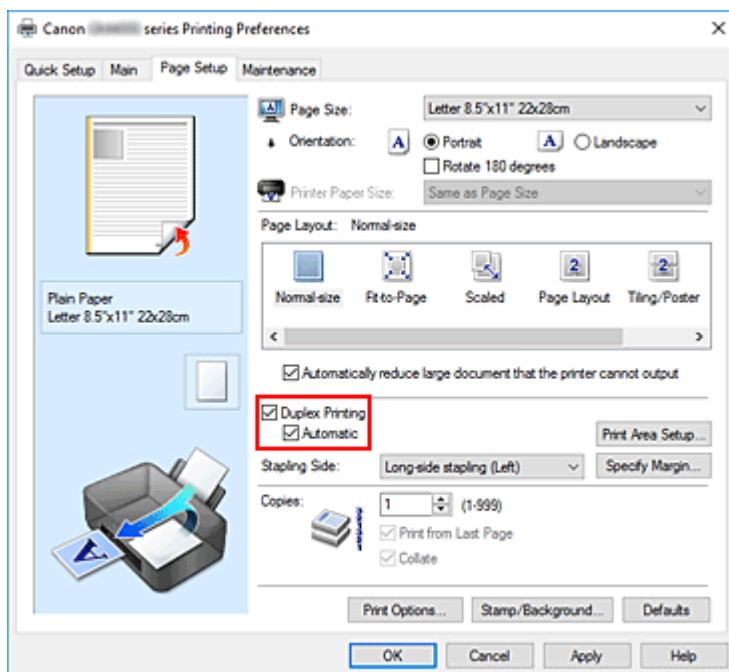 Canon series Printing Preferences
Quick Setup Main Page Setup Maintenance
Page Size: Letter 8.5"x11" 22x28cm
Orientation: A Portrait A Landscape
Rotate 180 degrees
Printer Paper Size: Same as Page Size
Page Layout: Normal-size
2 2
Normal-size Fit-to-Page Scaled Page Layout Tiling/Poster
Plain Paper
Letter 8.5"x11" 22x28cm
Automatically reduce large document that the printer cannot output
Duplex Printing
Automatic
Print Area Setup...
Stapling Side: Long-side stapling (Left) Specify Margin...
Copies: 1 (1-999)
Print from Last Page
Collate
A
Print Options... Stamp/Background... Defaults
OK Cancel Apply Help